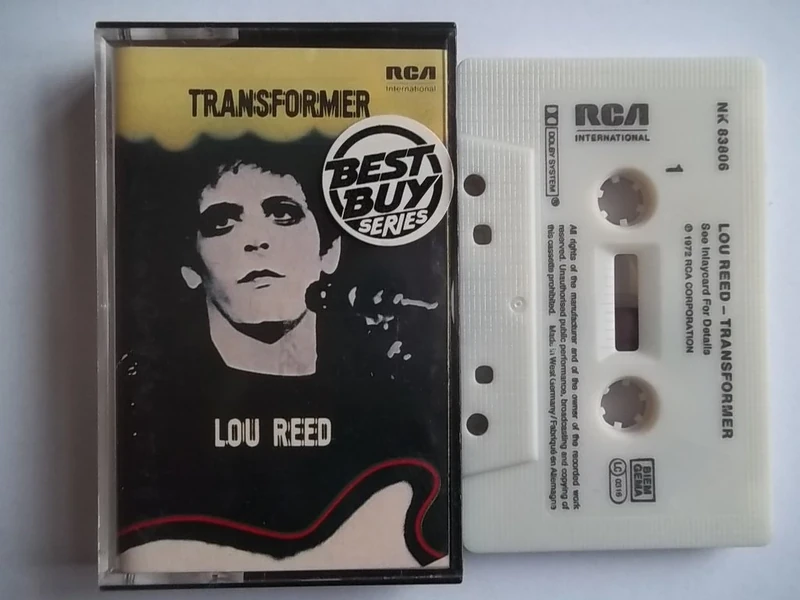 RCA
International
TRANSFORMER
BEST
BUY
SERIES
LOU REED
NK 83806
LOU REED – TRANSFORMER
See Inlaycard For Details
℗ 1972 RCA CORPORATION
1
RCA
INTERNATIONAL
DOLBY SYSTEM®
All rights of the manufacturer and of the owner of the recorded work
reserved. Unauthorised public performance, broadcasting and copying of
this cassette prohibited. Made in West Germany/Fabriqué en Allemagne
BIEM
GEMA
LC 0316